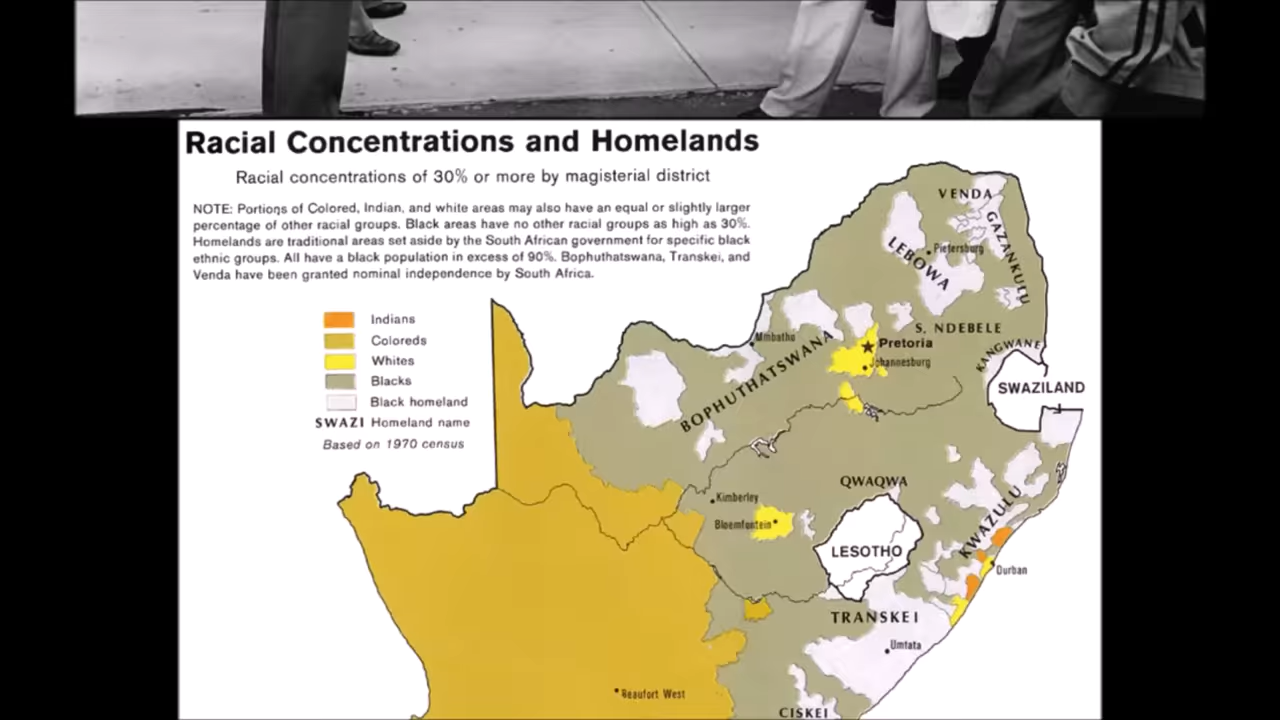 Racial Concentrations and Homelands
Racial concentrations of 30% or more by magisterial district
NOTE: Portions of Colored, Indian, and white areas may also have an equal or slightly larger
percentage of other racial groups. Black areas have no other racial groups as high as 30%.
Homelands are traditional areas set aside by the South African government for specific black
ethnic groups. All have a black population in excess of 90%. Bophuthatswana, Transkei, and
Venda have been granted nominal independence by South Africa.
Indians
Coloreds
Whites
Blacks
Black homeland
SWAZI Homeland name
Based on 1970 census
VENDA
GAZANKULU
Pietersburg
LEBOWA
S. NDEBELE
Mmbatho
Pretoria
KANGWANE
Johannesburg
BOPHUTHATSWANA
SWAZILAND
QWAQWA
Kimberley
KWAZULU
Bloemfontein
LESOTHO
Durban
TRANSKEI
Umtata
Beaufort West
CISKEI